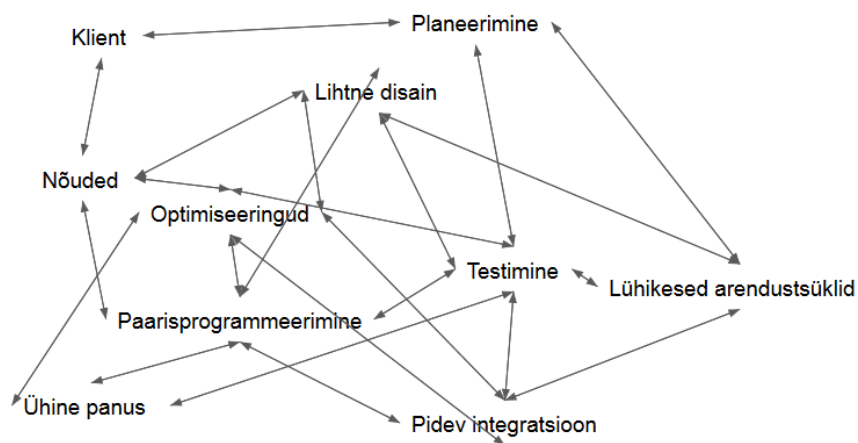 Klient
Planeerimine
Lihtne disain
Nõuded
Optimiseeringud
Testimine
Lühikesed arendustsüklid
Paarisprogrammeerimine
Ühine panus
Pidev integratsioon